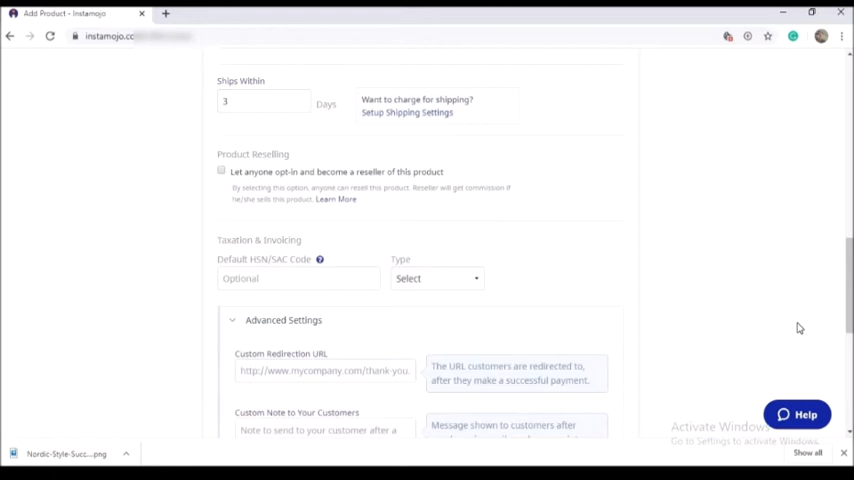 Add Product - Instamojo
instamojo.co
Ships Within
3
Days
Want to charge for shipping?
Setup Shipping Settings
Product Reselling
Let anyone opt-in and become a reseller of this product
By selecting this option, anyone can resell this product. Reseller will get commission if
he/she sells this product. Learn More
Taxation & Invoicing
Default HSN/SAC Code ?
Type
Optional
Select
Advanced Settings
Custom Redirection URL
http://www.mycompany.com/thank-you.
The URL customers are redirected to,
after they make a successful payment.
Custom Note to Your Customers
Note to send to your customer after a
Message shown to customers after
Help
Activate Windows
Go to Settings to activate Windows.
Nordic-Style-Succ....png
Show all